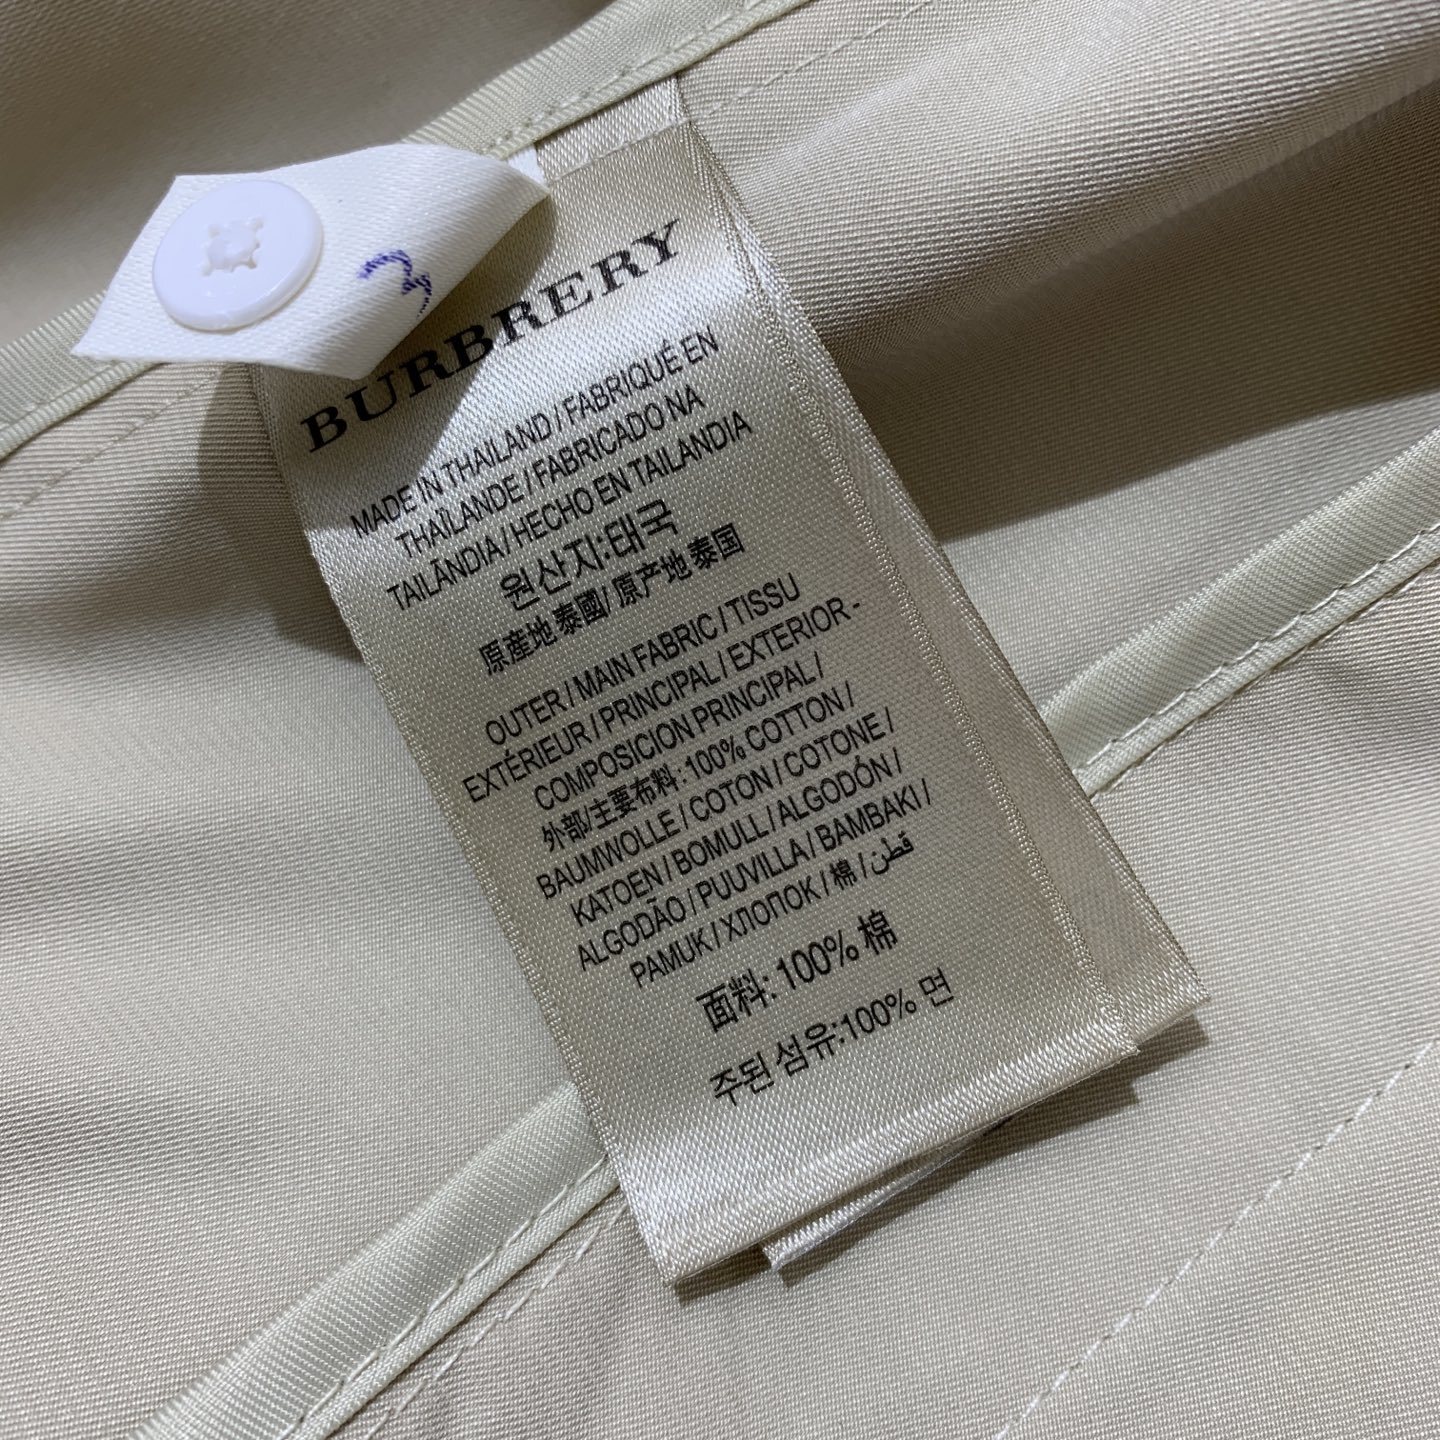 BURBRERY
MADE IN THAILAND / FABRIQUÉ EN
THAÏLANDE / FABRICADO NA
TAILÂNDIA / HECHO EN TAILANDIA
원산지:태국
原產地 泰國/ 原产地 泰国
OUTER / MAIN FABRIC / TISSU
EXTÉRIEUR / PRINCIPAL / EXTERIOR -
COMPOSICION PRINCIPAL /
外部/主要布料:100% COTTON /
BAUMWOLLE / COTON / COTONE /
KATOEN / BOMULL / ALGODÓN /
ALGODÃO / PUUVILLA / BAMBAKI /
PAMUK / ХЛОПОК / 棉 / قطن
面料: 100% 棉
주된 섬유:100% 면